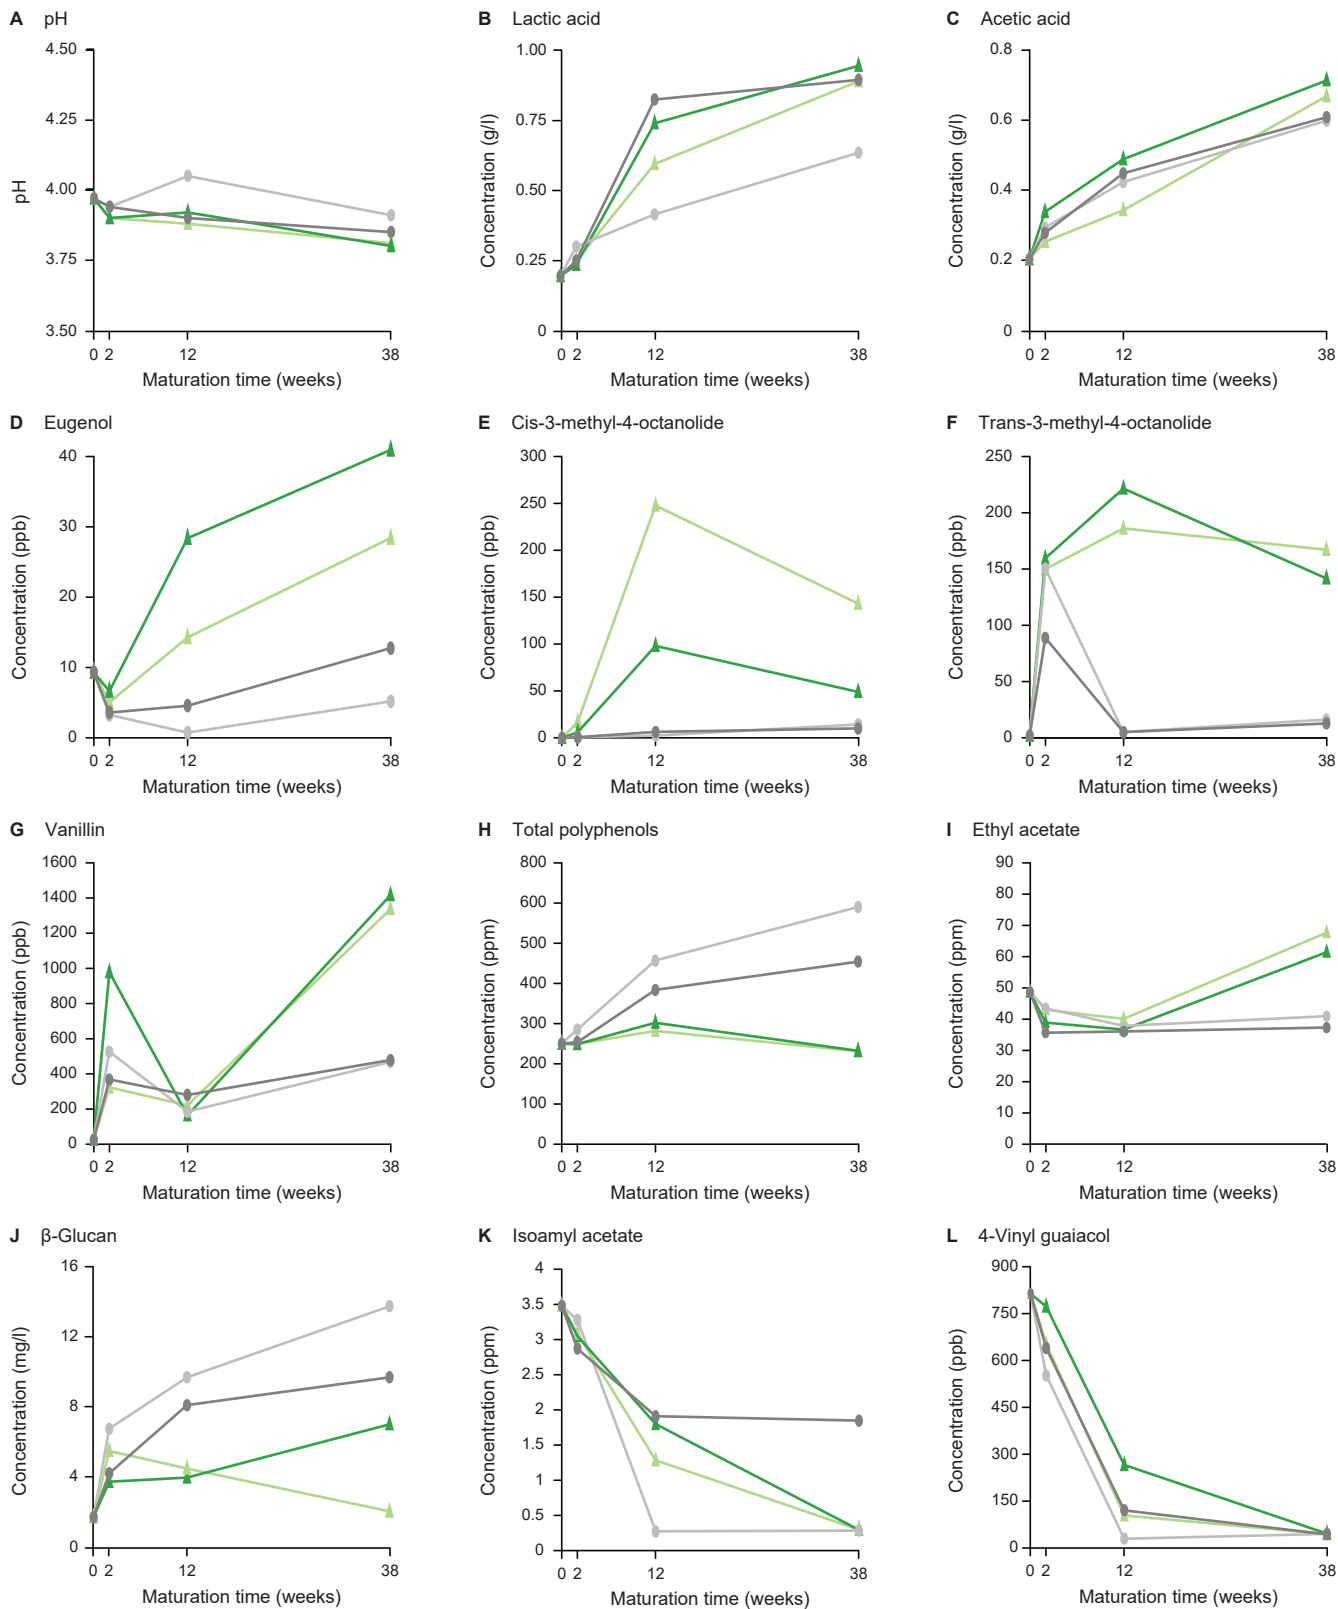 A pH
4.50
4.25
4.00
3.75
3.50
pH
0 2 12 38
Maturation time (weeks)
B Lactic acid
1.00
0.75
0.50
0.25
0
Concentration (g/l)
0 2 12 38
Maturation time (weeks)
C Acetic acid
0.8
0.6
0.4
0.2
0
Concentration (g/l)
0 2 12 38
Maturation time (weeks)
D Eugenol
40
30
20
10
0
Concentration (ppb)
0 2 12 38
Maturation time (weeks)
E Cis-3-methyl-4-octanolide
300
250
200
150
100
50
0
Concentration (ppb)
0 2 12 38
Maturation time (weeks)
F Trans-3-methyl-4-octanolide
250
200
150
100
50
0
Concentration (ppb)
0 2 12 38
Maturation time (weeks)
G Vanillin
1600
1400
1200
1000
800
600
400
200
0
Concentration (ppb)
0 2 12 38
Maturation time (weeks)
H Total polyphenols
800
700
600
500
400
300
200
100
0
Concentration (ppm)
0 2 12 38
Maturation time (weeks)
I Ethyl acetate
90
80
70
60
50
40
30
20
10
0
Concentration (ppm)
0 2 12 38
Maturation time (weeks)
J β-Glucan
16
12
8
4
0
Concentration (mg/l)
0 2 12 38
Maturation time (weeks)
K Isoamyl acetate
4
3.5
3
2.5
2
1.5
1
0.5
0
Concentration (ppm)
0 2 12 38
Maturation time (weeks)
L 4-Vinyl guaiacol
900
750
600
450
300
150
0
Concentration (ppb)
0 2 12 38
Maturation time (weeks)